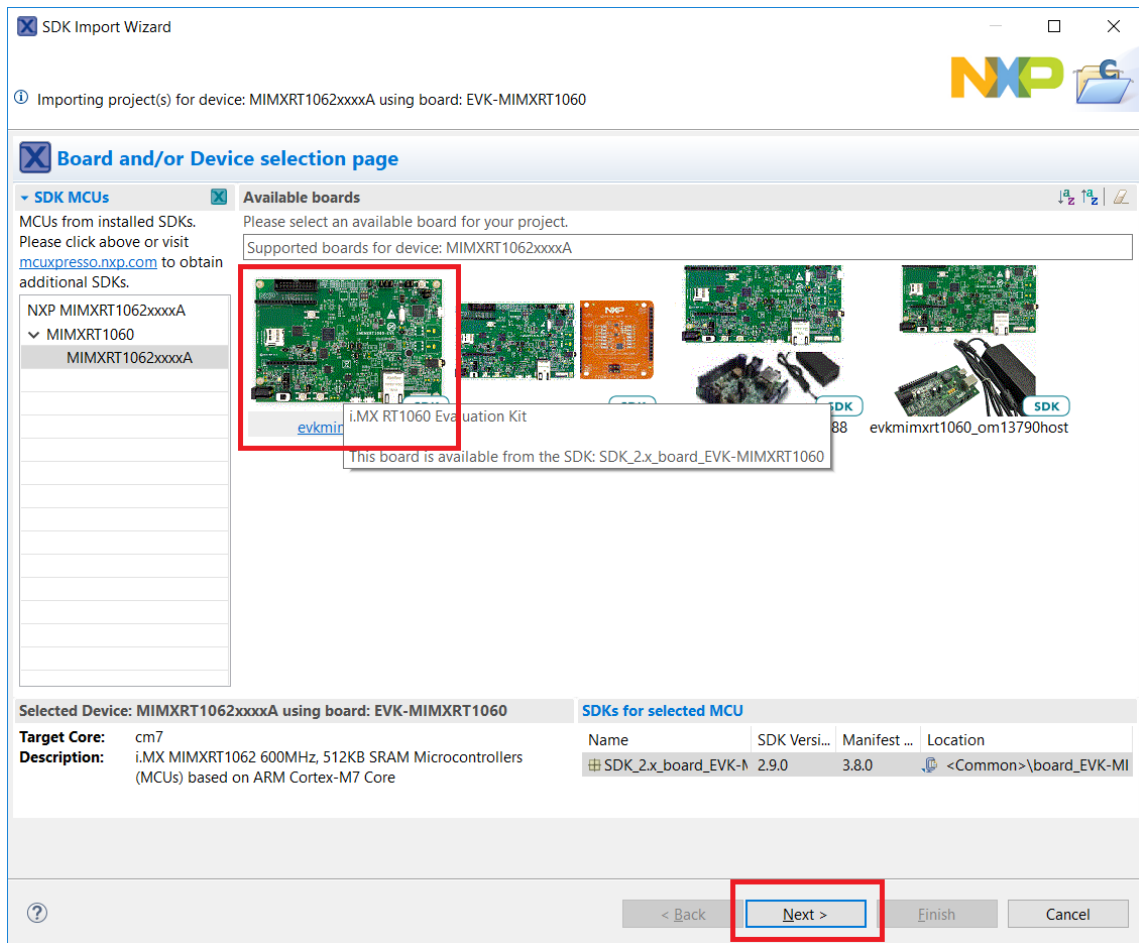 SDK Import Wizard
Importing project(s) for device: MIMXRT1062xxxxA using board: EVK-MIMXRT1060
NXP
Board and/or Device selection page
SDK MCUs
MCUs from installed SDKs.
Please click above or visit
mcuxpresso.nxp.com to obtain
additional SDKs.
NXP MIMXRT1062xxxxA
MIMXRT1060
MIMXRT1062xxxxA
Available boards
Please select an available board for your project.
Supported boards for device: MIMXRT1062xxxxA
SDK
SDK
evkmimxrt1060_om13790host
i.MX RT1060 Evaluation Kit
This board is available from the SDK: SDK_2.x_board_EVK-MIMXRT1060
Selected Device: MIMXRT1062xxxxA using board: EVK-MIMXRT1060
Target Core: cm7
Description: i.MX MIMXRT1062 600MHz, 512KB SRAM Microcontrollers
(MCUs) based on ARM Cortex-M7 Core
SDKs for selected MCU
Name SDK Versi... Manifest ... Location
SDK_2.x_board_EVK-M 2.9.0 3.8.0 <Common>\board_EVK-MI
< Back Next > Finish Cancel